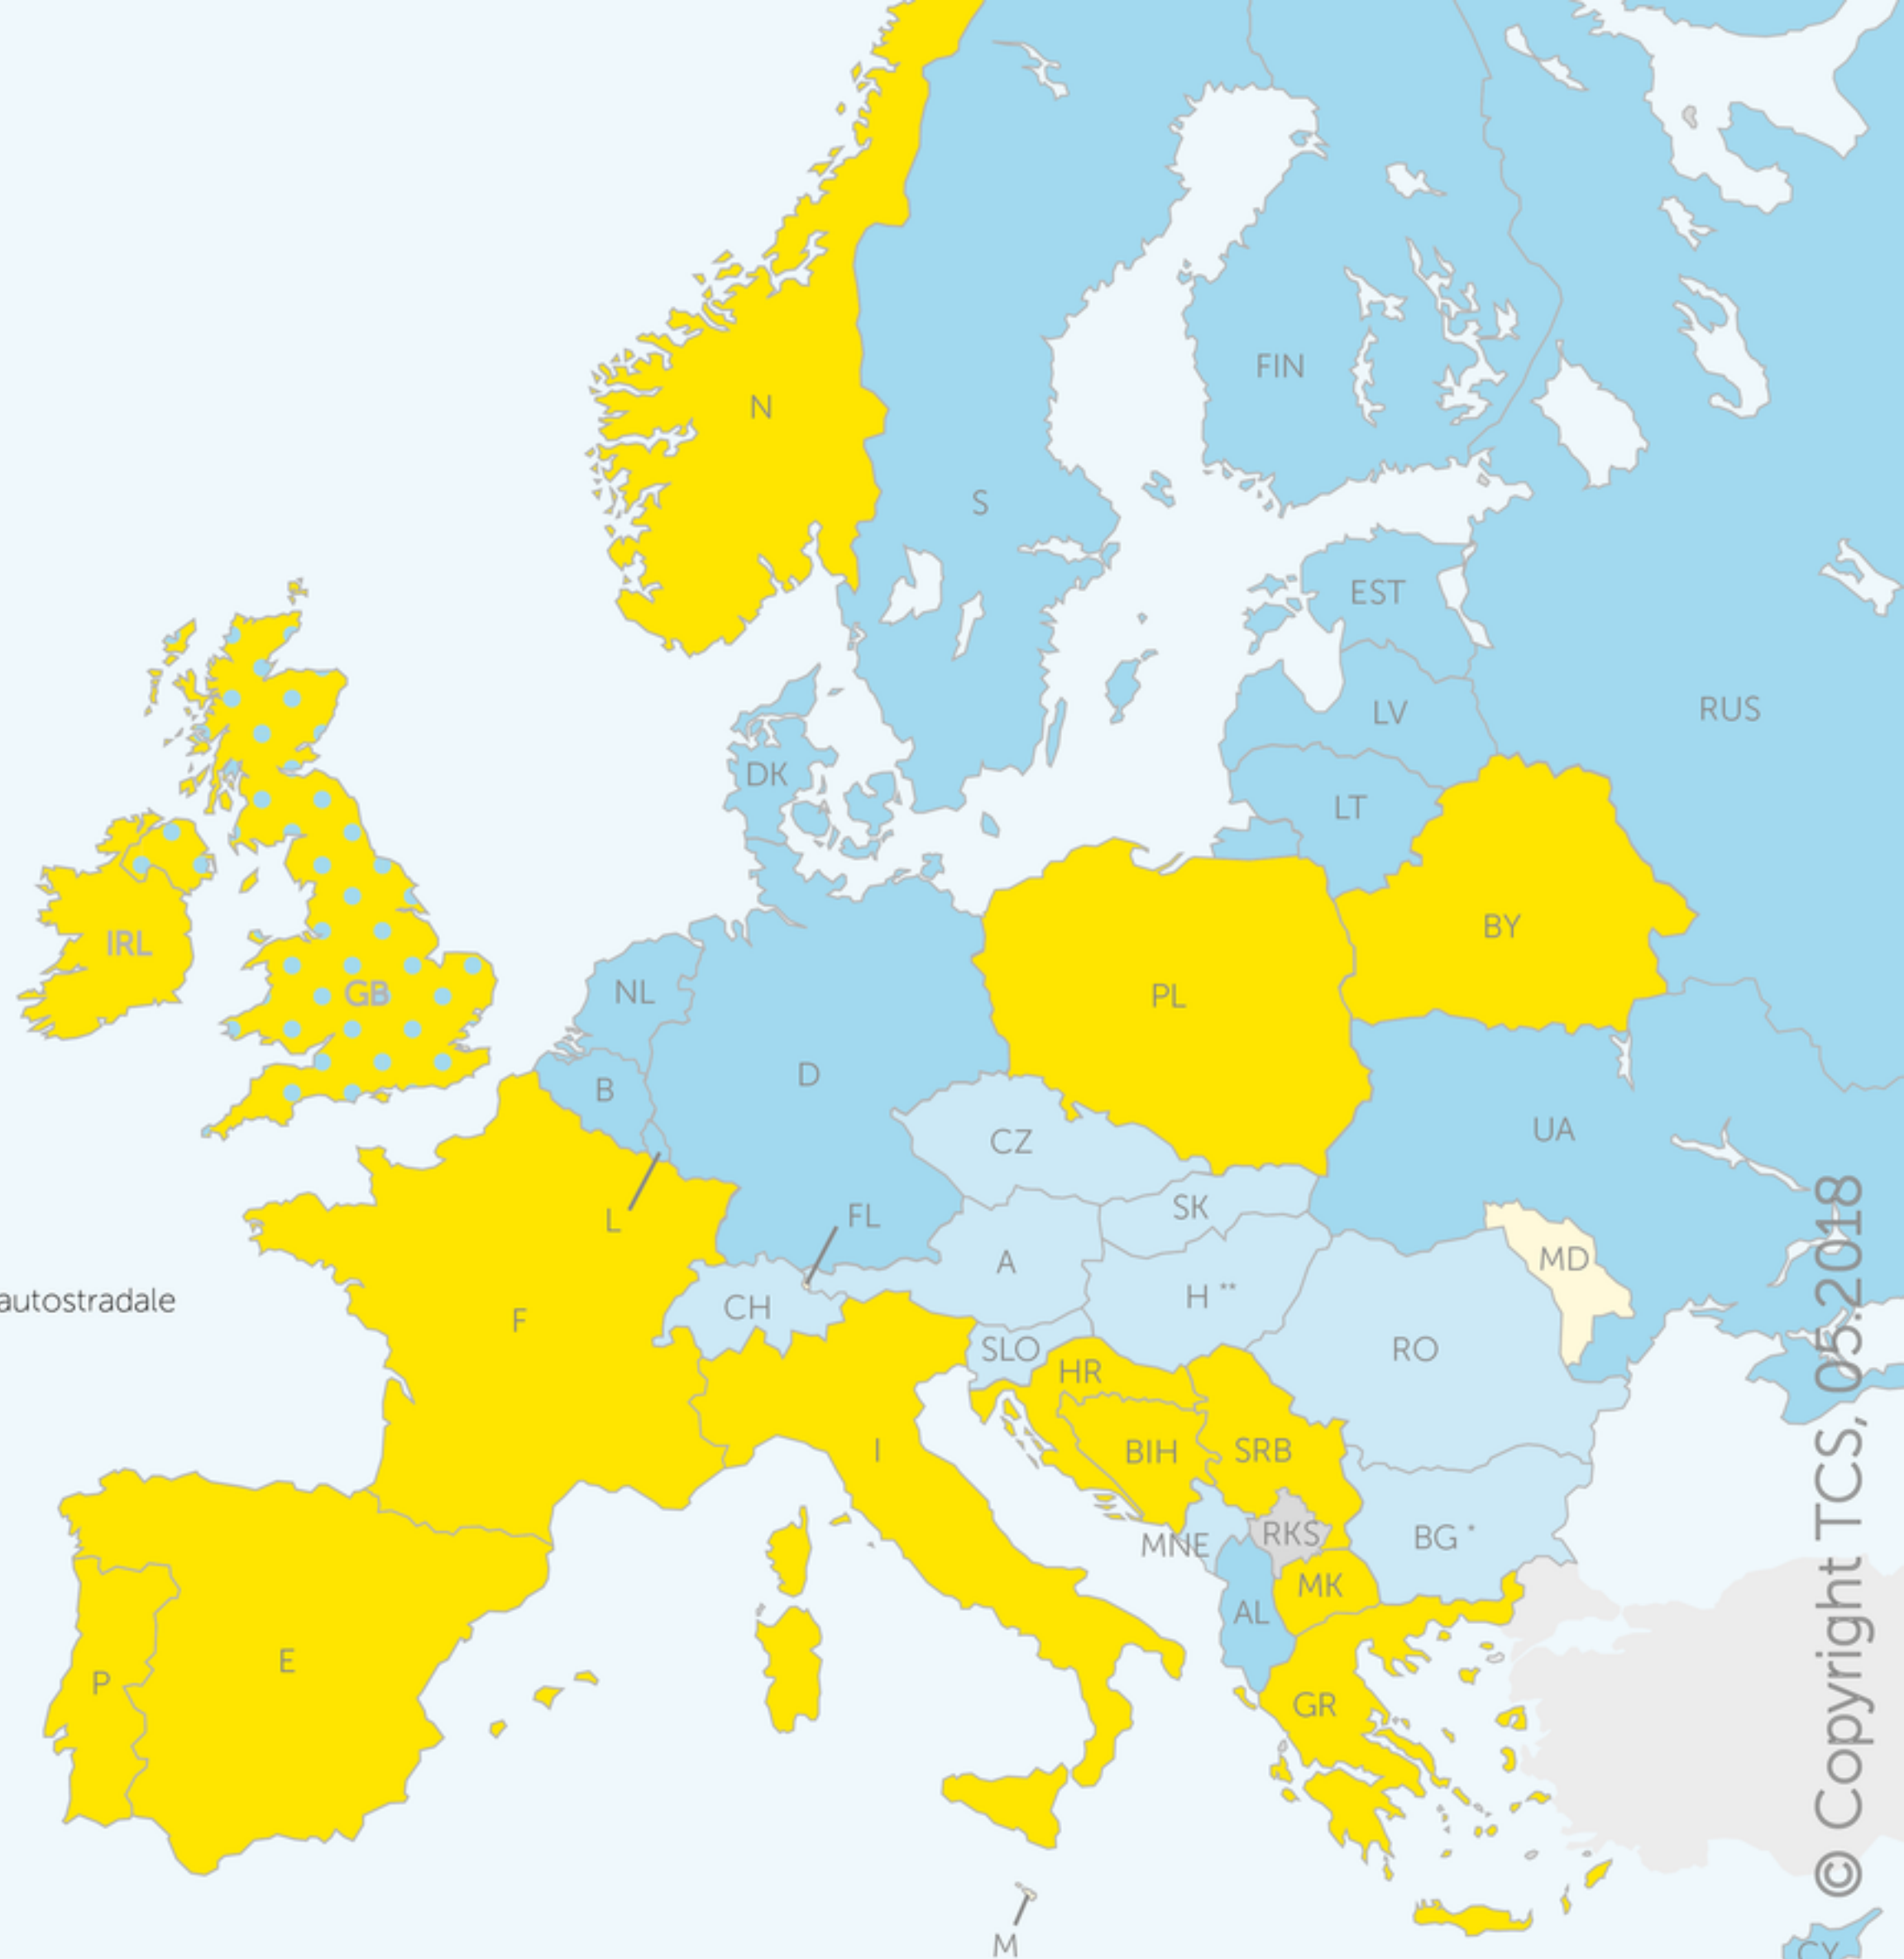 N
FIN
S
EST
LV
RUS
DK
LT
BY
IRL
GB
NL
PL
D
B
UA
CZ
L
FL
SK
A
MD
autostradale
CH
H **
F
SLO
HR
RO
I
BIH
SRB
MNE
RKS
BG *
MK
AL
P
E
GR
M
CY
© Copyright TCS, 05.2018